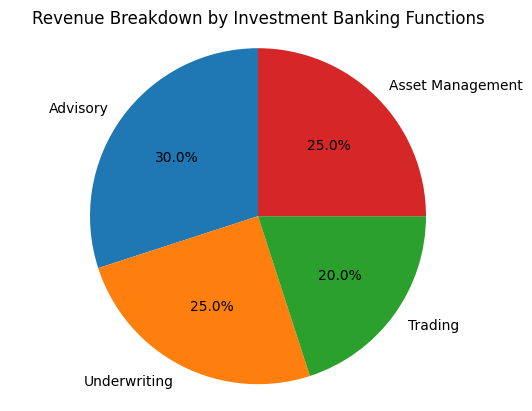 Revenue Breakdown by Investment Banking Functions
Asset Management
Advisory
25.0%
30.0%
20.0%
25.0%
Trading
Underwriting